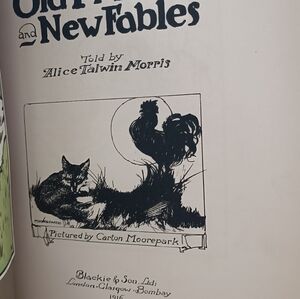 Old
and New Fables
Told by
Alice Talwin Morris
Pictured by Carton Moorepark
Blackie & Son, Ltd;
London-Glasgow-Bombay
1916